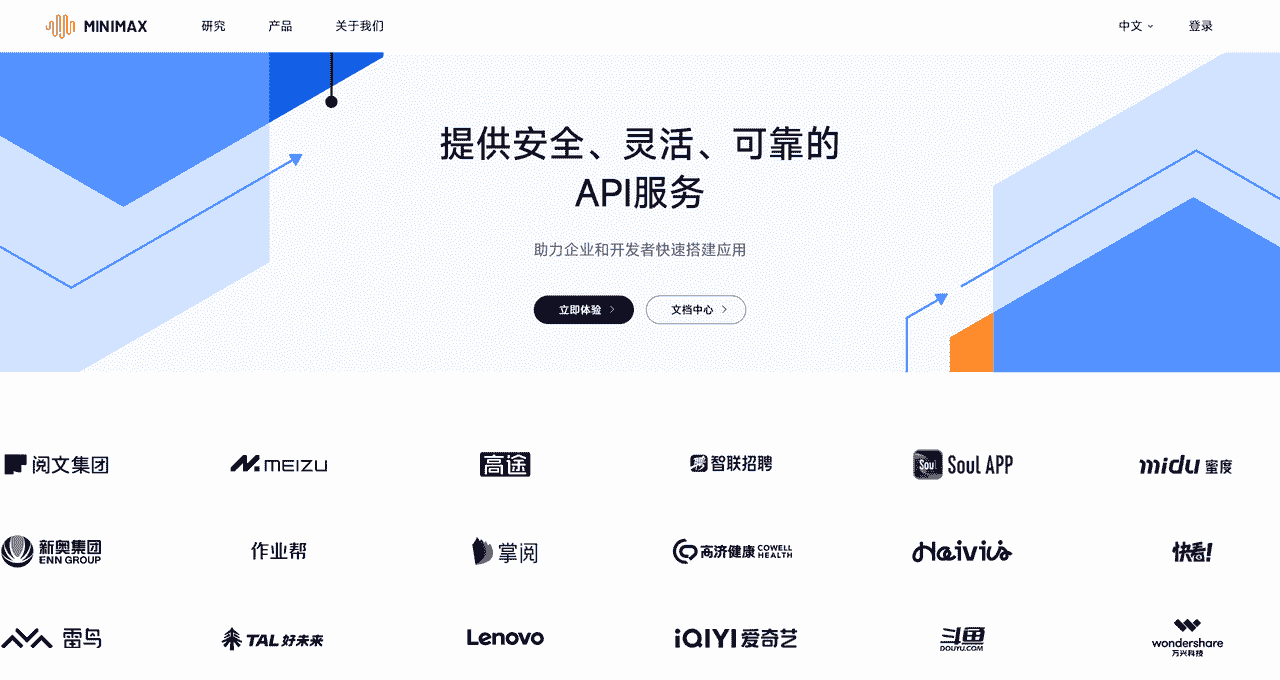 MINIMAX 研究 产品 关于我们 中文 登录
提供安全、灵活、可靠的
API服务
助力企业和开发者快速搭建应用
立即体验 文档中心
阅文集团 MEIZU 高途 智联招聘 Soul Soul APP midu 蜜度
新奥集团 ENN GROUP 作业帮 掌阅 高济健康 COWELL HEALTH Heivius 快看!
雷鸟 TAL 好未来 Lenovo iQIYI 爱奇艺 斗鱼 DOUYU.COM wondershare 万兴科技